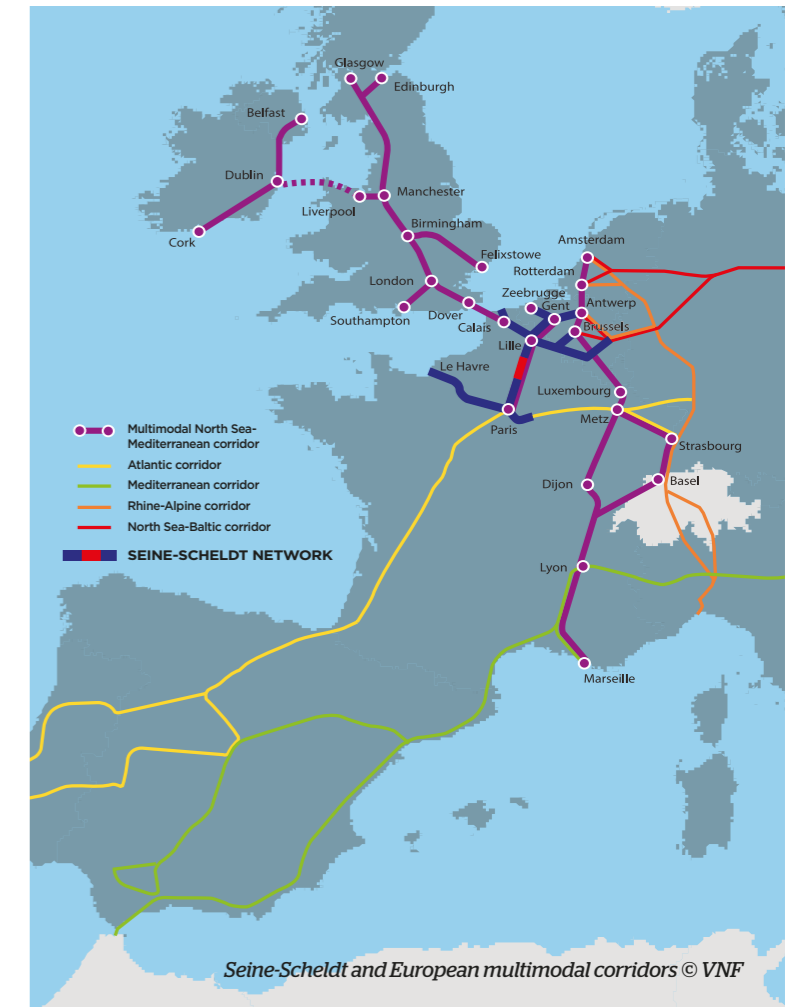 Glasgow
Edinburgh
Belfast
Dublin
Manchester
Liverpool
Cork
Birmingham
Felixstowe
Amsterdam
Rotterdam
London
Zeebrugge
Gent
Antwerp
Southampton
Dover
Calais
Brussels
Lille
Le Havre
Luxembourg
Paris
Metz
Strasbourg
Dijon
Basel
Lyon
Marseille
Multimodal North Sea-
Mediterranean corridor
Atlantic corridor
Mediterranean corridor
Rhine-Alpine corridor
North Sea-Baltic corridor
SEINE-SCHELDT NETWORK
Seine-Scheldt and European multimodal corridors © VNF